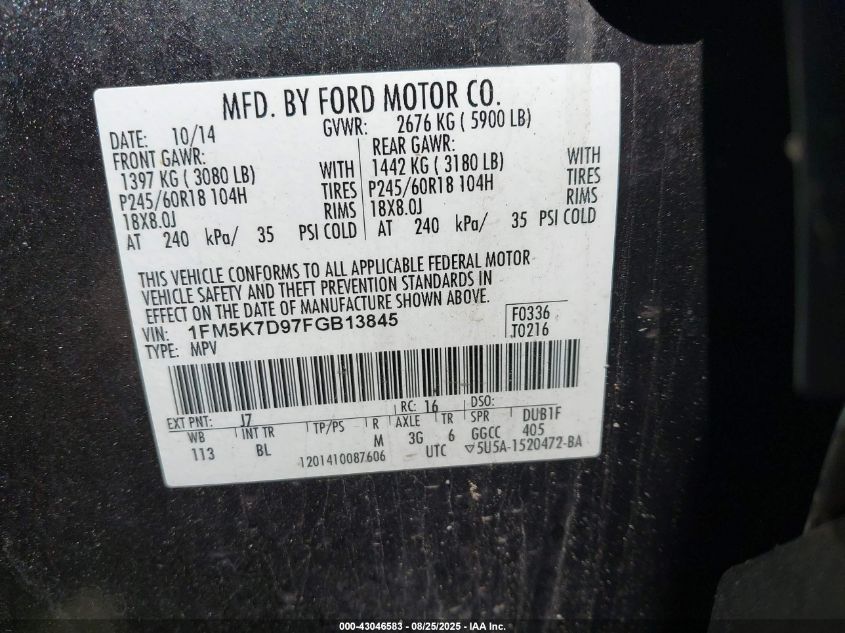 MFD. BY FORD MOTOR CO.
DATE: 10/14 GVWR: 2676 KG ( 5900 LB)
FRONT GAWR: REAR GAWR:
1397 KG ( 3080 LB) WITH 1442 KG ( 3180 LB) WITH
P245/60R18 104H TIRES P245/60R18 104H TIRES
18X8.0J RIMS 18X8.0J RIMS
AT 240 kPa/ 35 PSI COLD AT 240 kPa/ 35 PSI COLD
THIS VEHICLE CONFORMS TO ALL APPLICABLE FEDERAL MOTOR
VEHICLE SAFETY AND THEFT PREVENTION STANDARDS IN
EFFECT ON THE DATE OF MANUFACTURE SHOWN ABOVE.
VIN: 1FM5K7D97FGB13845 F0336
TYPE: MPV T0216
EXT PNT: J7 RC: 16 DSO:
WB INT TR TP/PS R AXLE TR SPR DUB1F
113 BL M 3G 6 GGCC 405
1201410087606 UTC ▽5U5A-1520472-BA
000-43046583 - 08/25/2025 - IAA Inc.